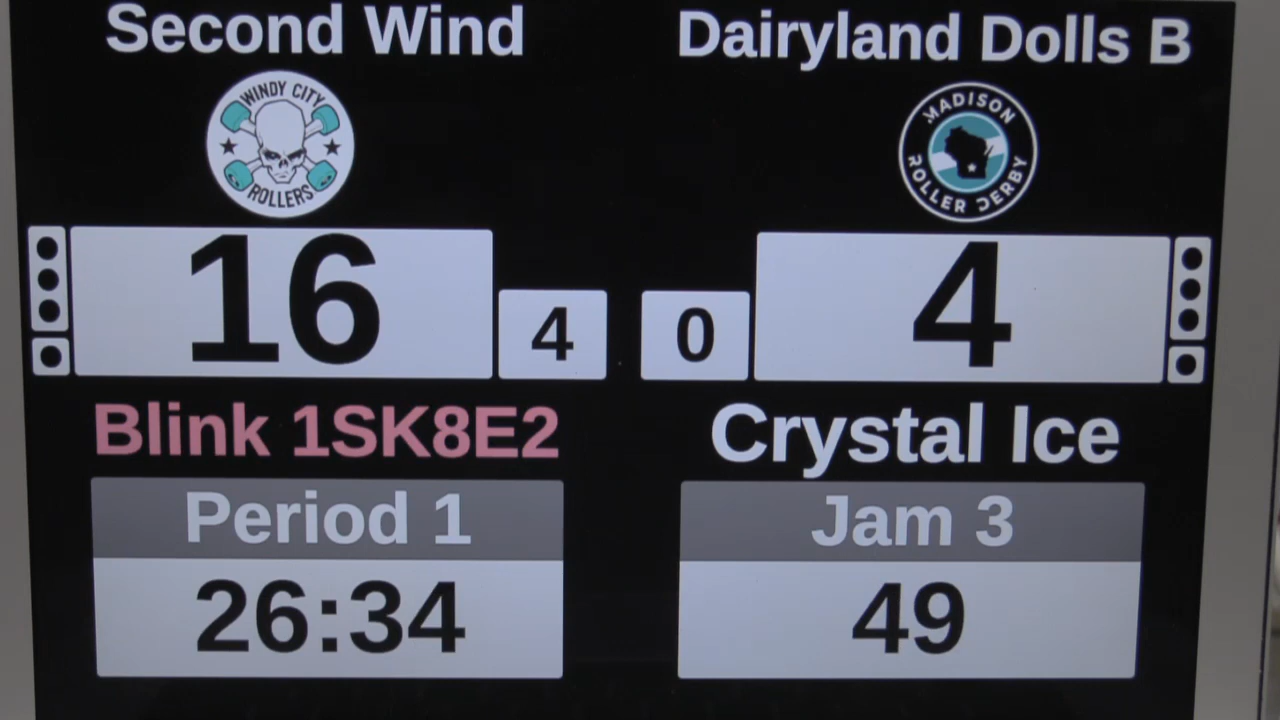 Second Wind
Dairyland Dolls B
WINDY CITY
ROLLERS
MADISON
ROLLER DERBY
16
4
0
4
Blink 1SK8E2
Crystal Ice
Period 1
Jam 3
26:34
49